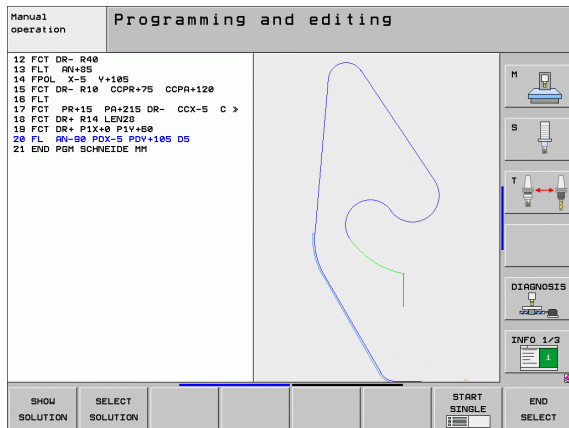 Manual
operation
Programming and editing
12 FCT DR- R40
13 FLT AN+85
14 FPOL X-5 Y+105
15 FCT DR- R10 CCPR+75 CCPA+120
16 FLT
17 FCT PR+15 PA+215 DR- CCX-5 C »
18 FCT DR+ R14 LEN28
19 FCT DR+ P1X+0 P1Y+60
20 FL AN-90 PDX-5 PDY+105 D5
21 END PGM SCHNEIDE MM
M
S
T
DIAGNOSIS
INFO 1/3
i
SHOW
SOLUTION
SELECT
SOLUTION
START
SINGLE
END
SELECT